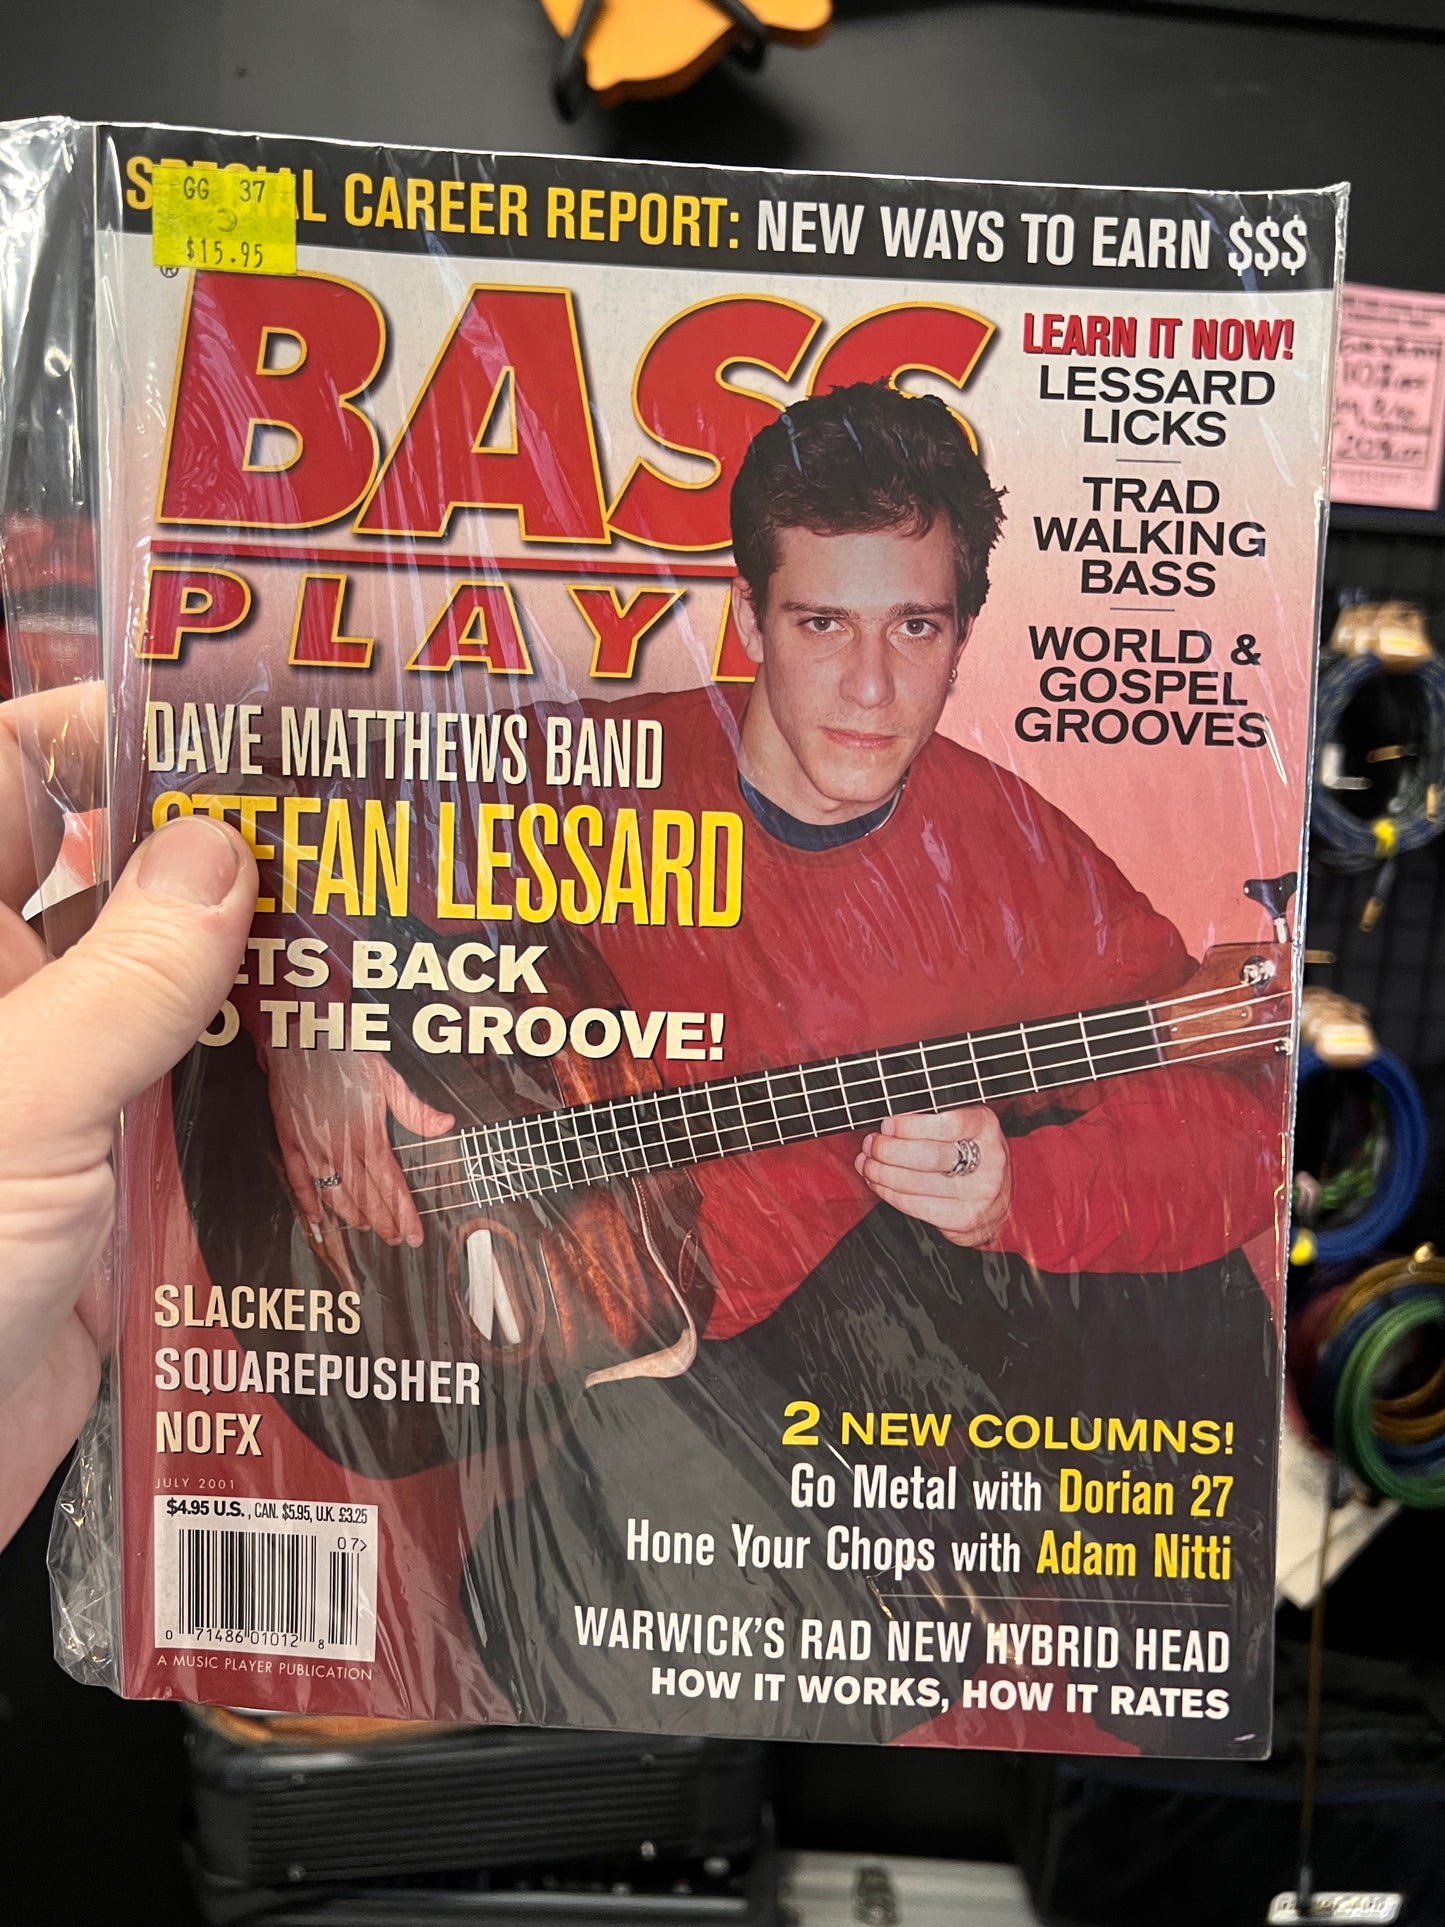 GG 37
$15.95
SPECIAL CAREER REPORT: NEW WAYS TO EARN $$$
®
BASS
PLAY
LEARN IT NOW!
LESSARD
LICKS
TRAD
WALKING
BASS
WORLD &
GOSPEL
GROOVES
DAVE MATTHEWS BAND
STEFAN LESSARD
ETS BACK
O THE GROOVE!
SLACKERS
SQUAREPUSHER
NOFX
JULY 2001
$4.95 U.S., CAN. $5.95, U.K. £3.25
07>
0 71486 01012 8
A MUSIC PLAYER PUBLICATION
2 NEW COLUMNS!
Go Metal with Dorian 27
Hone Your Chops with Adam Nitti
WARWICK'S RAD NEW HYBRID HEAD
HOW IT WORKS, HOW IT RATES